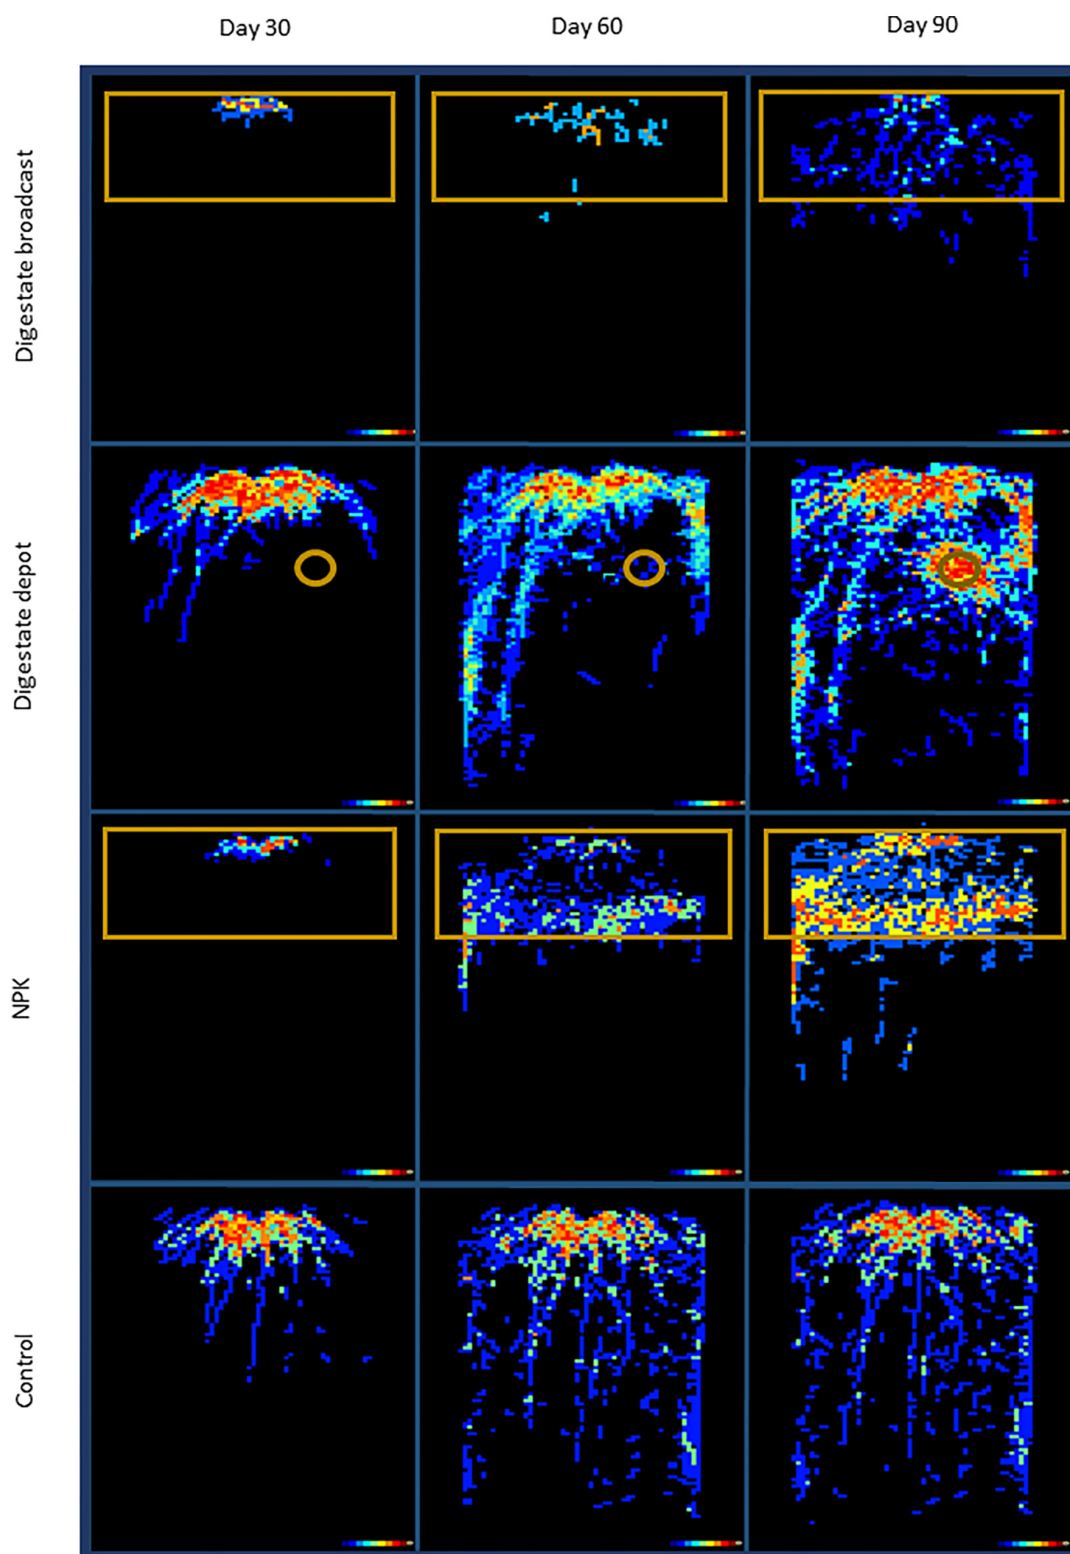 Day 30
Day 60
Day 90
Digestate broadcast
Digestate depot
NPK
Control